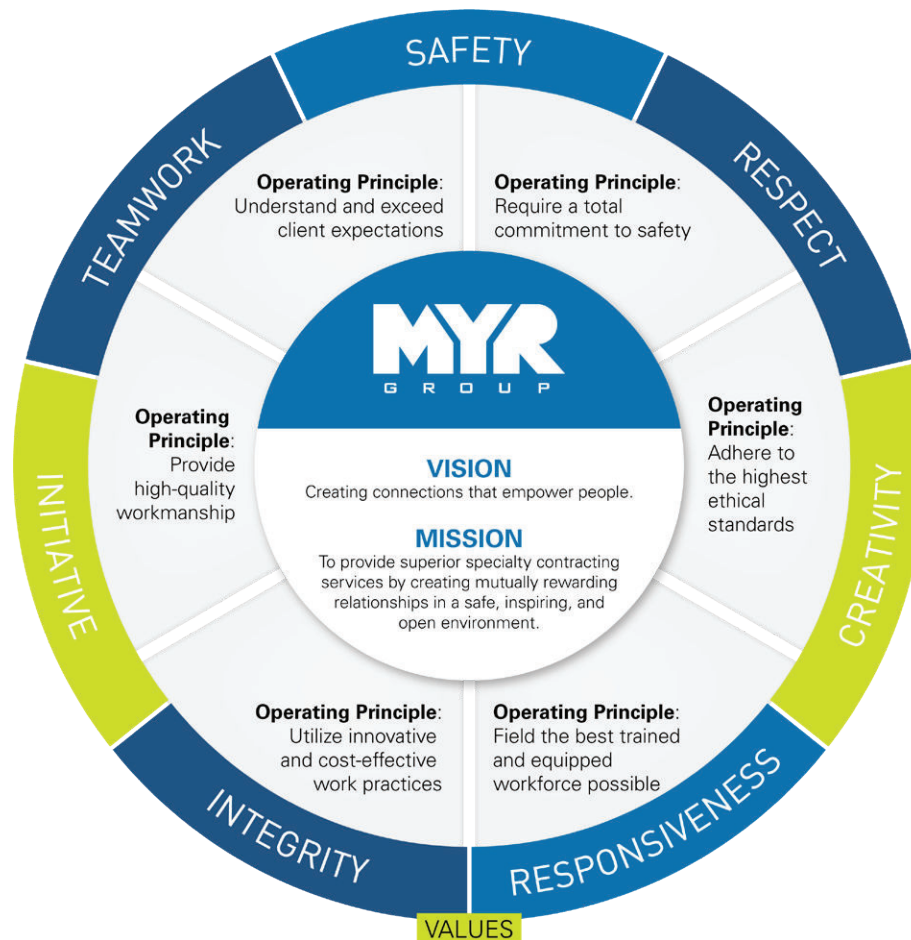 SAFETY
TEAMWORK
RESPECT
Operating Principle:
Understand and exceed
client expectations
Operating Principle:
Require a total
commitment to safety
MYR
GROUP
Operating
Principle:
Provide
high-quality
workmanship
VISION
Creating connections that empower people.
MISSION
To provide superior specialty contracting
services by creating mutually rewarding
relationships in a safe, inspiring, and
open environment.
Operating
Principle:
Adhere to
the highest
ethical
standards
INITIATIVE
CREATIVITY
Operating Principle:
Utilize innovative
and cost-effective
work practices
Operating Principle:
Field the best trained
and equipped
workforce possible
INTEGRITY
RESPONSIVENESS
VALUES